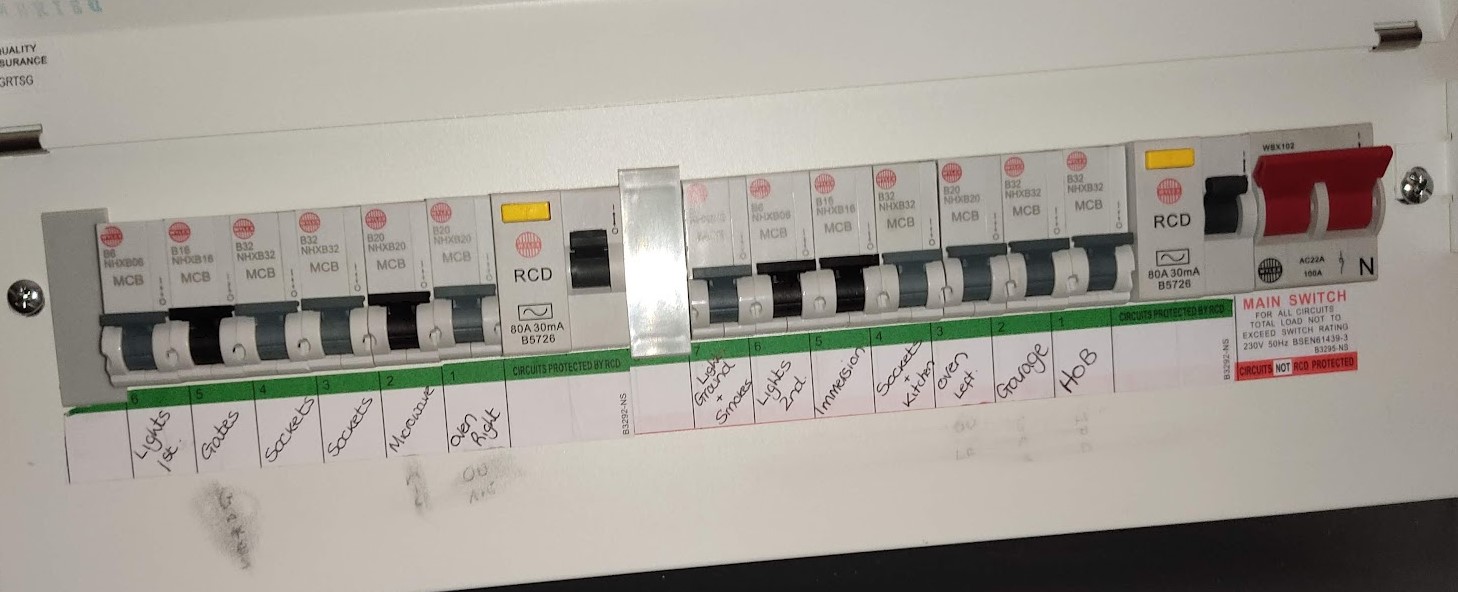 QUALITY
SURANCE
GRTSG
B6
NHXB06
MCB
B16
NHXB16
MCB
B32
NHXB32
MCB
B32
NHXB32
MCB
B20
NHXB20
MCB
B20
NHXB20
MCB
RCD
80A 30mA
B5726
MCB
B6
NHXB06
MCB
B16
NHXB16
MCB
B32
NHXB32
MCB
B20
NHXB20
MCB
B32
NHXB32
MCB
B32
NHXB32
MCB
RCD
80A 30mA
B5726
WSX102
WYLEX
AC22A
100A
N
6 5 4 3 2 1
CIRCUITS PROTECTED BY RCD
Lights
1st.
Gates
Sockets
Sockets
Microwave
oven
Right
B3292-NS
7 6 5 4 3 2 1
CIRCUITS PROTECTED BY RCD
Light
Ground
+
Smokes
Lights
2nd
Immersion
Sockets
+
Kitchen
oven
Left.
Garage
HOB
B3292-NS
MAIN SWITCH
FOR ALL CIRCUITS
TOTAL LOAD NOT TO
EXCEED SWITCH RATING
230V 50Hz BSEN61439-3
B3295-NS
CIRCUITS NOT RCD PROTECTED